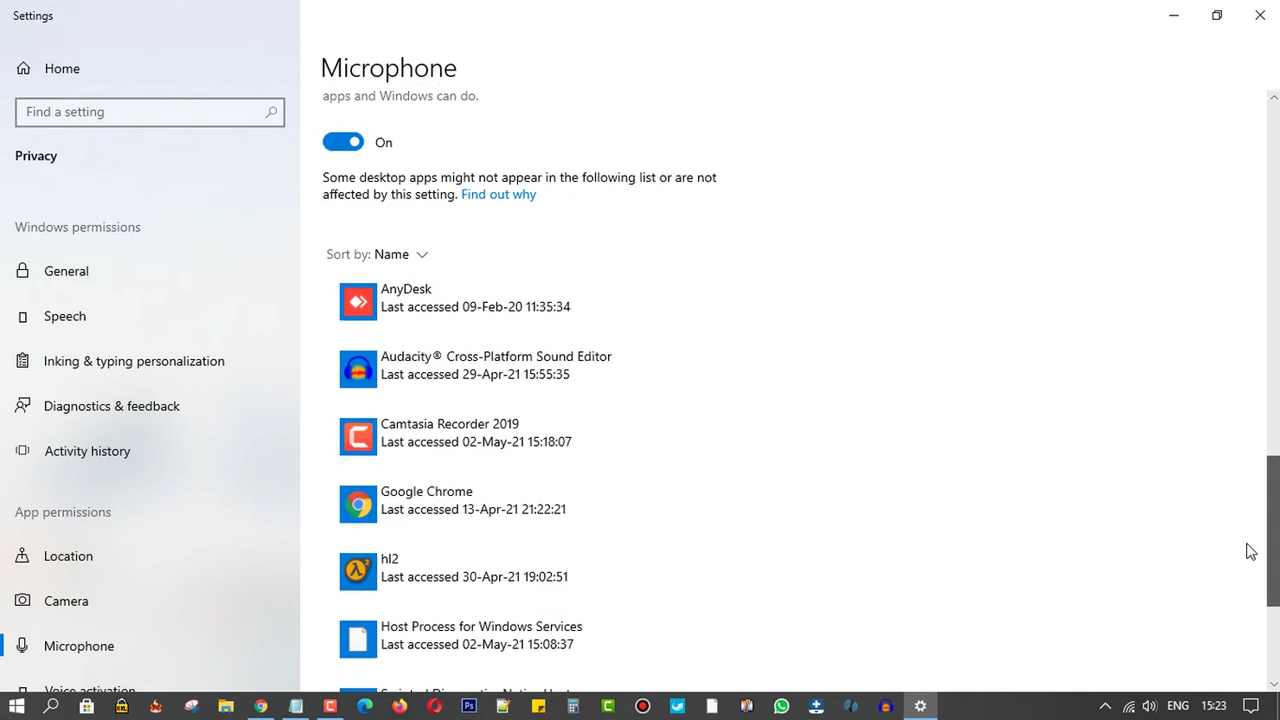 Settings
Home
Find a setting
Privacy
Windows permissions
General
Speech
Inking & typing personalization
Diagnostics & feedback
Activity history
App permissions
Location
Camera
Microphone
Voice activation
Microphone
apps and Windows can do.
On
Some desktop apps might not appear in the following list or are not
affected by this setting. Find out why
Sort by: Name
AnyDesk
Last accessed 09-Feb-20 11:35:34
Audacity® Cross-Platform Sound Editor
Last accessed 29-Apr-21 15:55:35
Camtasia Recorder 2019
Last accessed 02-May-21 15:18:07
Google Chrome
Last accessed 13-Apr-21 21:22:21
hl2
Last accessed 30-Apr-21 19:02:51
Host Process for Windows Services
Last accessed 02-May-21 15:08:37
ENG
15:23